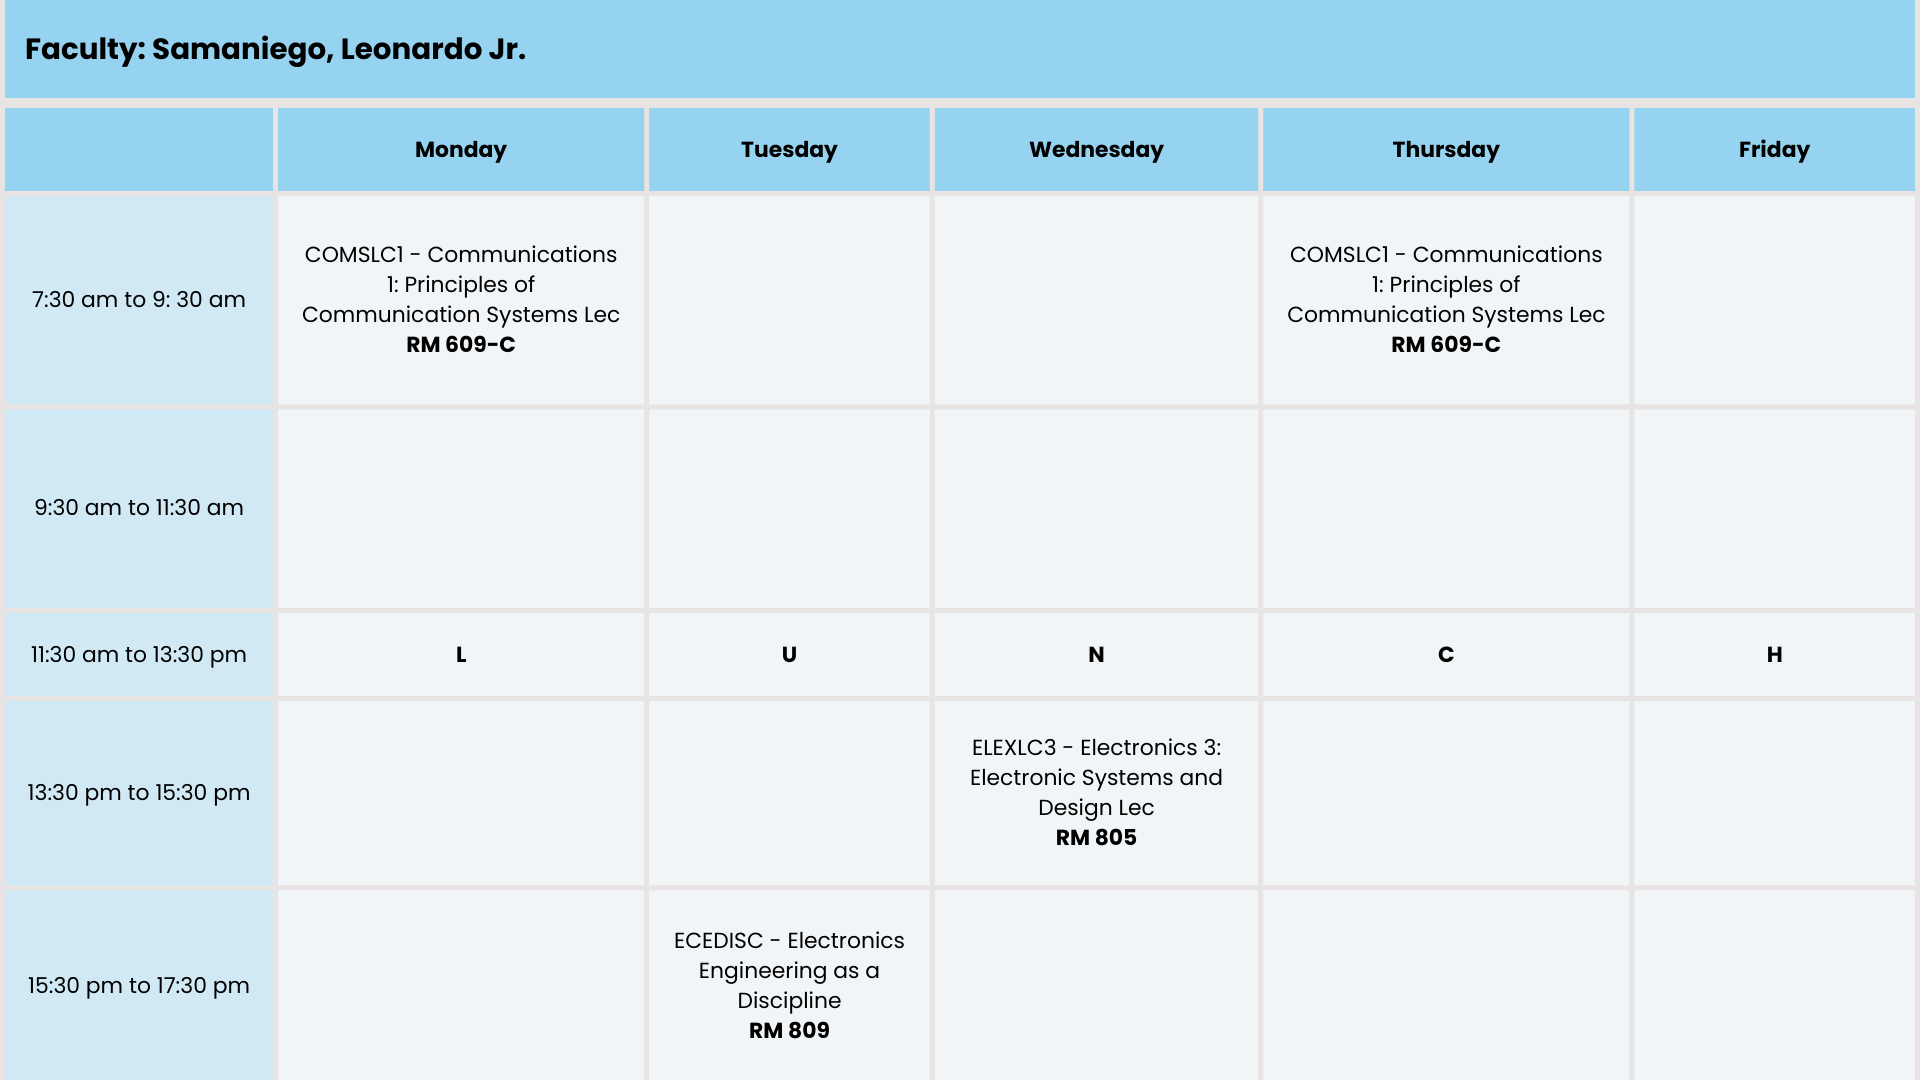 Faculty: Samaniego, Leonardo Jr.
Monday
Tuesday
Wednesday
Thursday
Friday
7:30 am to 9: 30 am
COMSLC1 - Communications
1: Principles of
Communication Systems Lec
RM 609-C
COMSLC1 - Communications
1: Principles of
Communication Systems Lec
RM 609-C
9:30 am to 11:30 am
11:30 am to 13:30 pm
L
U
N
C
H
13:30 pm to 15:30 pm
ELEXLC3 - Electronics 3:
Electronic Systems and
Design Lec
RM 805
15:30 pm to 17:30 pm
ECEDISC - Electronics
Engineering as a
Discipline
RM 809